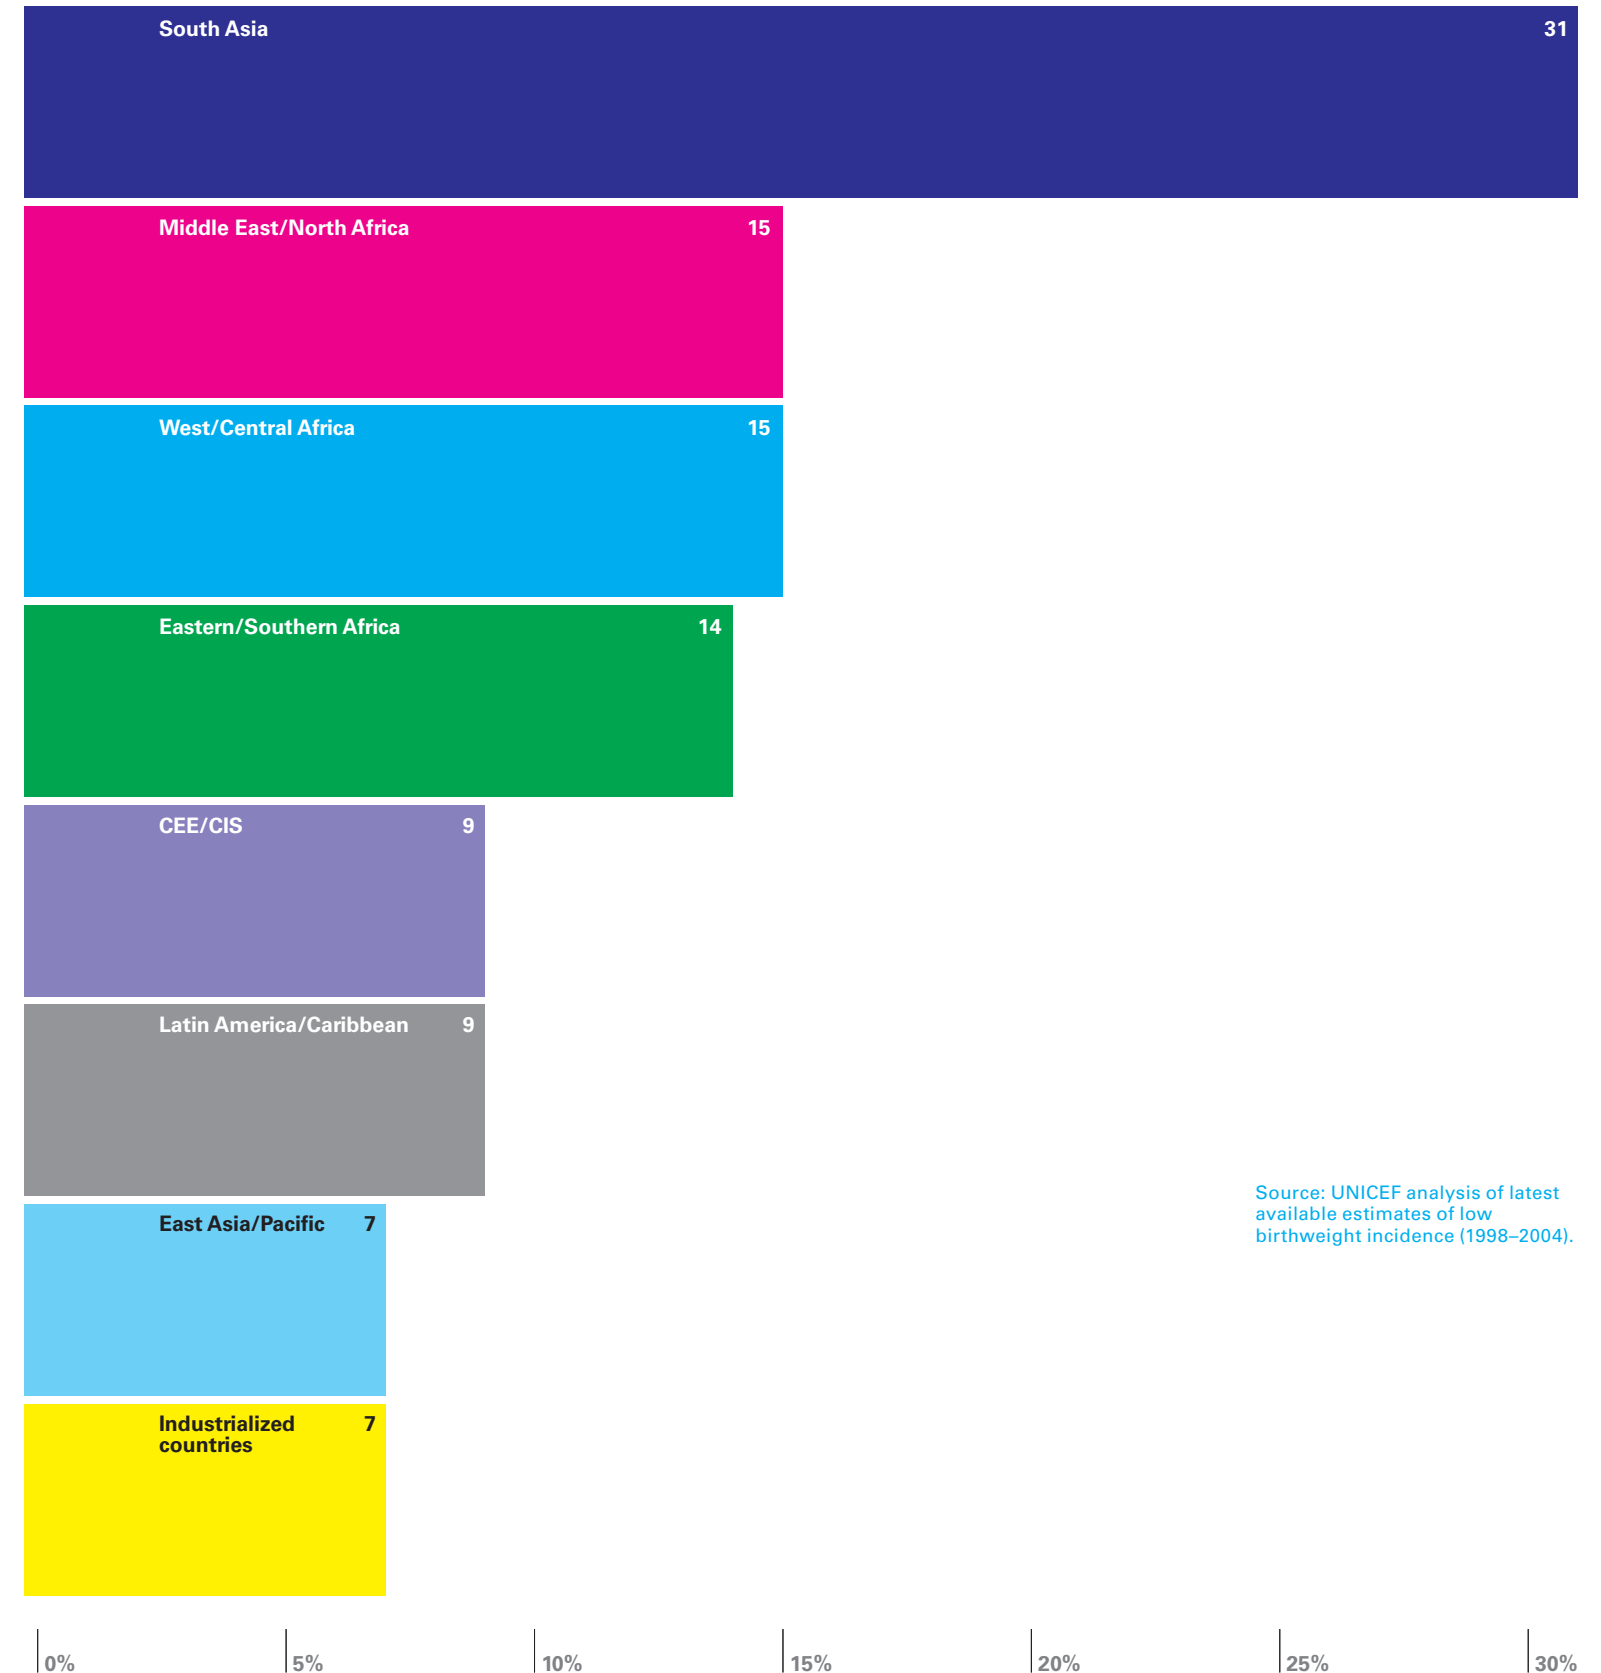 South Asia 31
Middle East/North Africa 15
West/Central Africa 15
Eastern/Southern Africa 14
CEE/CIS 9
Latin America/Caribbean 9
East Asia/Pacific 7
Industrialized 7
countries
Source: UNICEF analysis of latest
available estimates of low
birthweight incidence (1998–2004).
0% 5% 10% 15% 20% 25% 30%